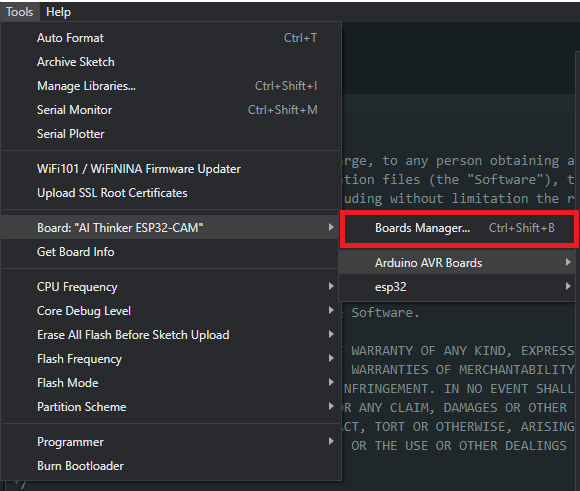 Tools Help
Auto Format Ctrl+T
Archive Sketch
Manage Libraries... Ctrl+Shift+I
Serial Monitor Ctrl+Shift+M
Serial Plotter
WiFi101 / WiFiNINA Firmware Updater
Upload SSL Root Certificates
Board: "AI Thinker ESP32-CAM"
Get Board Info
CPU Frequency
Core Debug Level
Erase All Flash Before Sketch Upload
Flash Frequency
Flash Mode
Partition Scheme
Programmer
Burn Bootloader
Boards Manager... Ctrl+Shift+B
Arduino AVR Boards
esp32
rge, to any person obtaining a
tion files (the "Software"), t
luding without limitation the r
Software.
WARRANTY OF ANY KIND, EXPRESS
WARRANTIES OF MERCHANTABILITY
INFRINGEMENT. IN NO EVENT SHALL
OR ANY CLAIM, DAMAGES OR OTHER
ACT, TORT OR OTHERWISE, ARISING
OR THE USE OR OTHER DEALINGS
*/